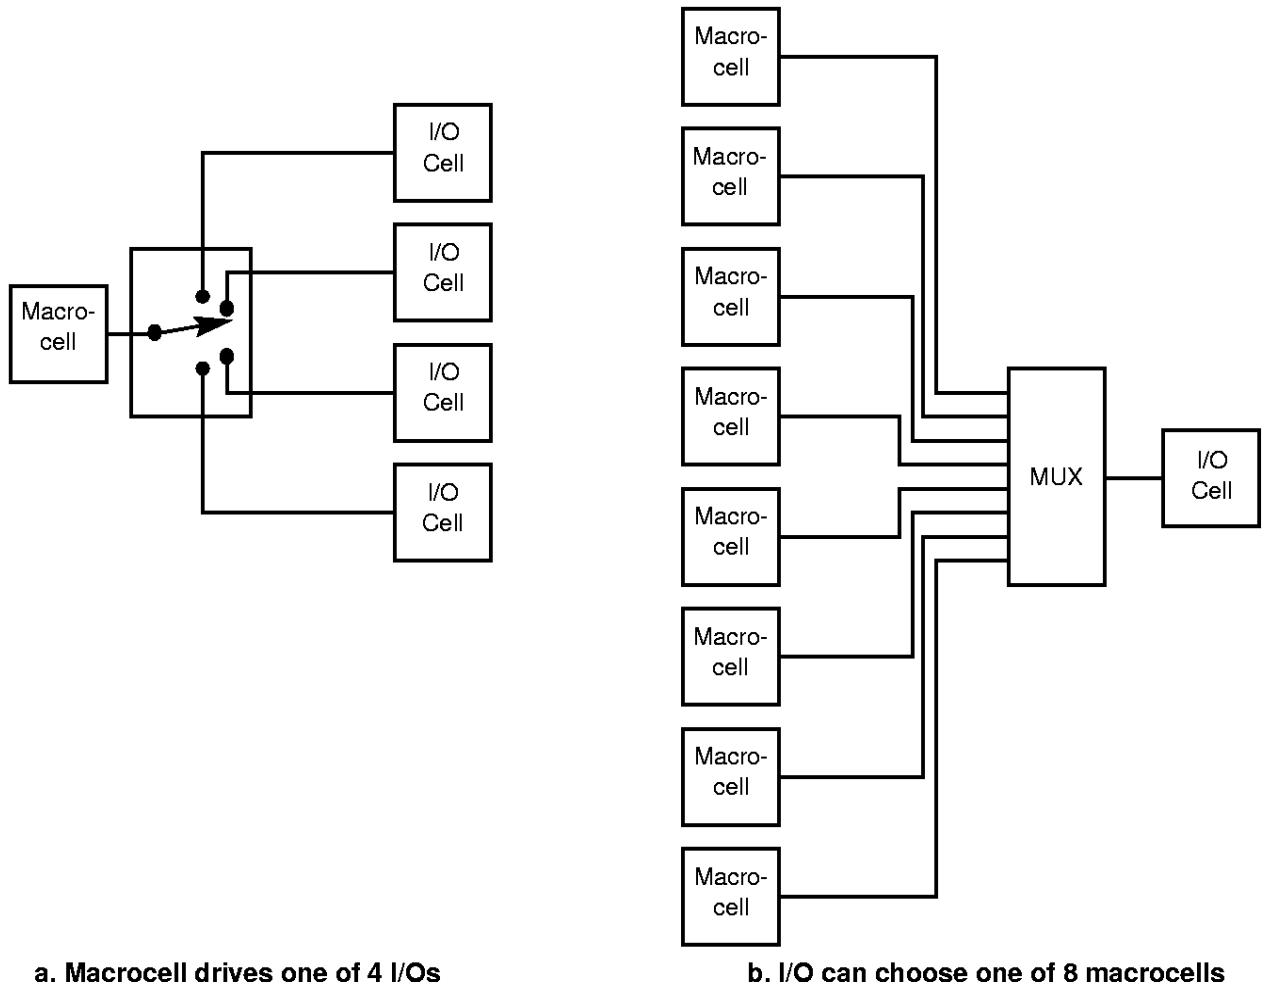 Macro-
cell
I/O
Cell
I/O
Cell
I/O
Cell
I/O
Cell
a. Macrocell drives one of 4 I/Os
Macro-
cell
Macro-
cell
Macro-
cell
Macro-
cell
Macro-
cell
Macro-
cell
Macro-
cell
Macro-
cell
MUX
I/O
Cell
b. I/O can choose one of 8 macrocells